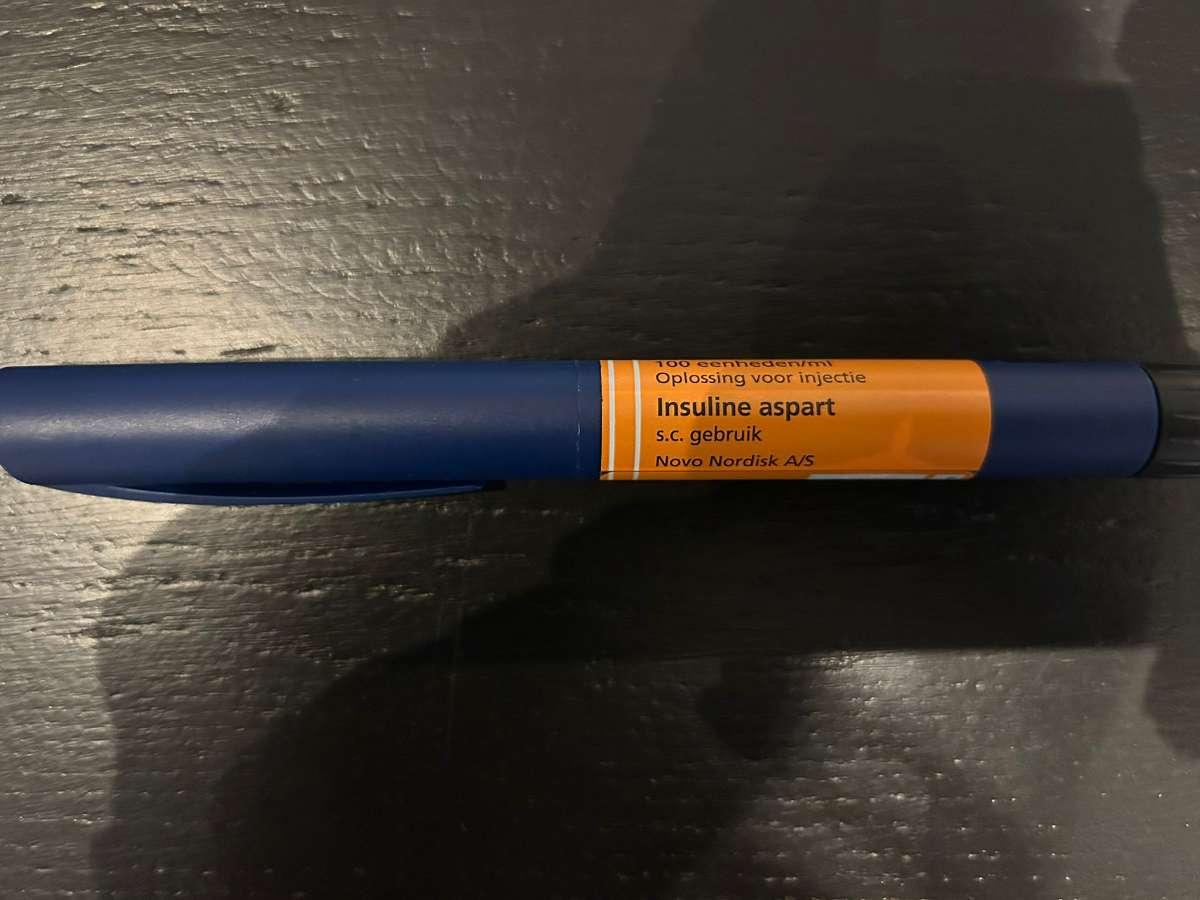 100 eenheden/ml
Oplossing voor injectie
Insuline aspart
s.c. gebruik
Novo Nordisk A/S